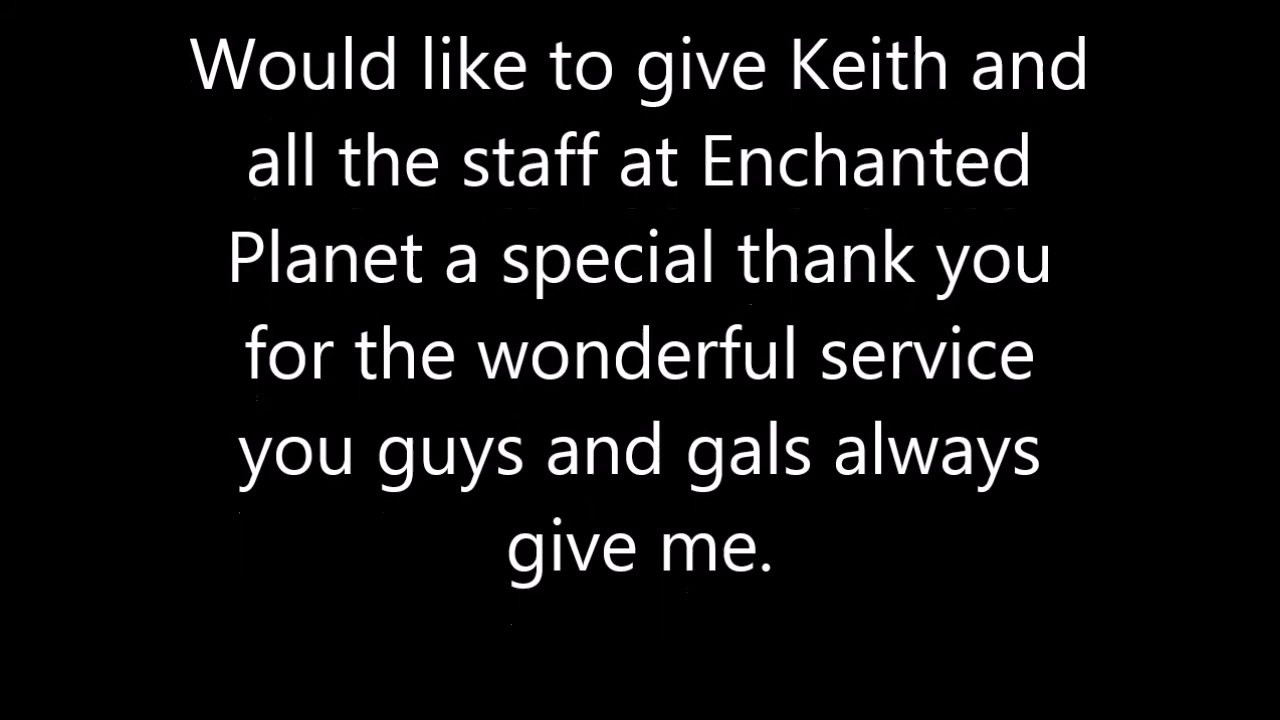 Would like to give Keith and
all the staff at Enchanted
Planet a special thank you
for the wonderful service
you guys and gals always
give me.